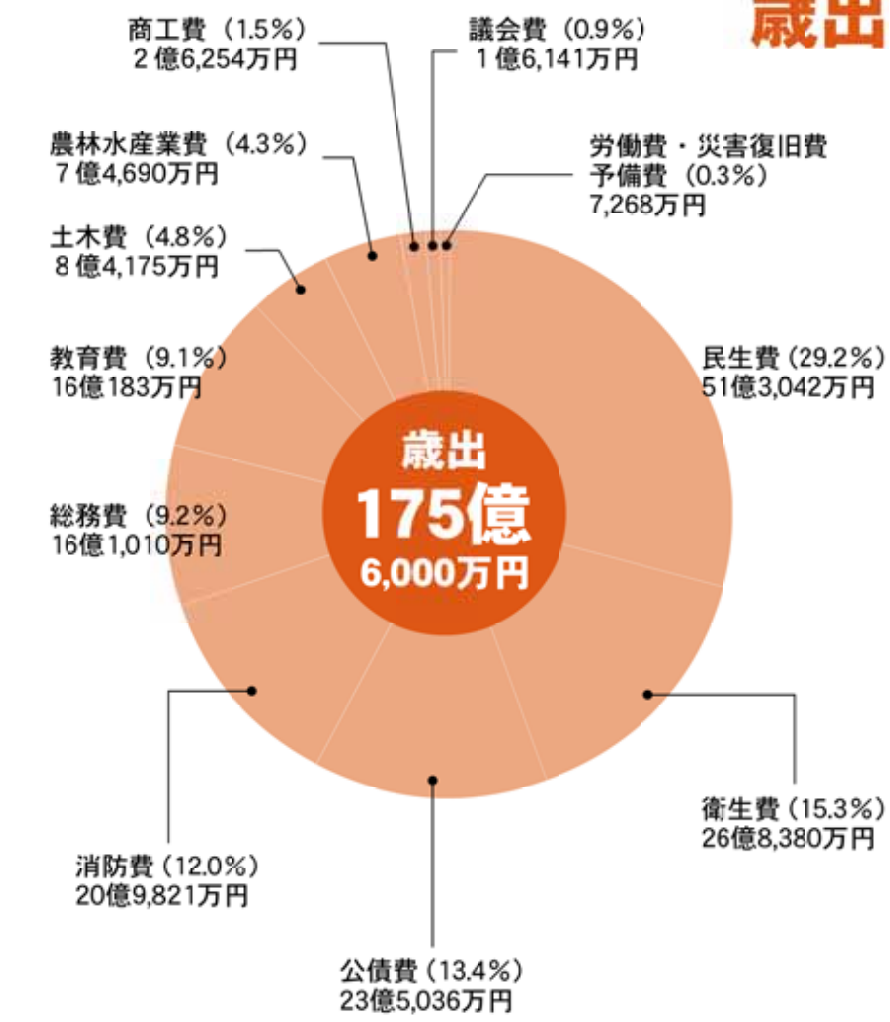 歳出
商工費（1.5%）
2億6,254万円
議会費（0.9%）
1億6,141万円
農林水産業費（4.3%）
7億4,690万円
労働費・災害復旧費
予備費（0.3%）
7,268万円
土木費（4.8%）
8億4,175万円
教育費（9.1%）
16億183万円
民生費（29.2%）
51億3,042万円
歳出
175億
6,000万円
総務費（9.2%）
16億1,010万円
衛生費（15.3%）
26億8,380万円
消防費（12.0%）
20億9,821万円
公債費（13.4%）
23億5,036万円